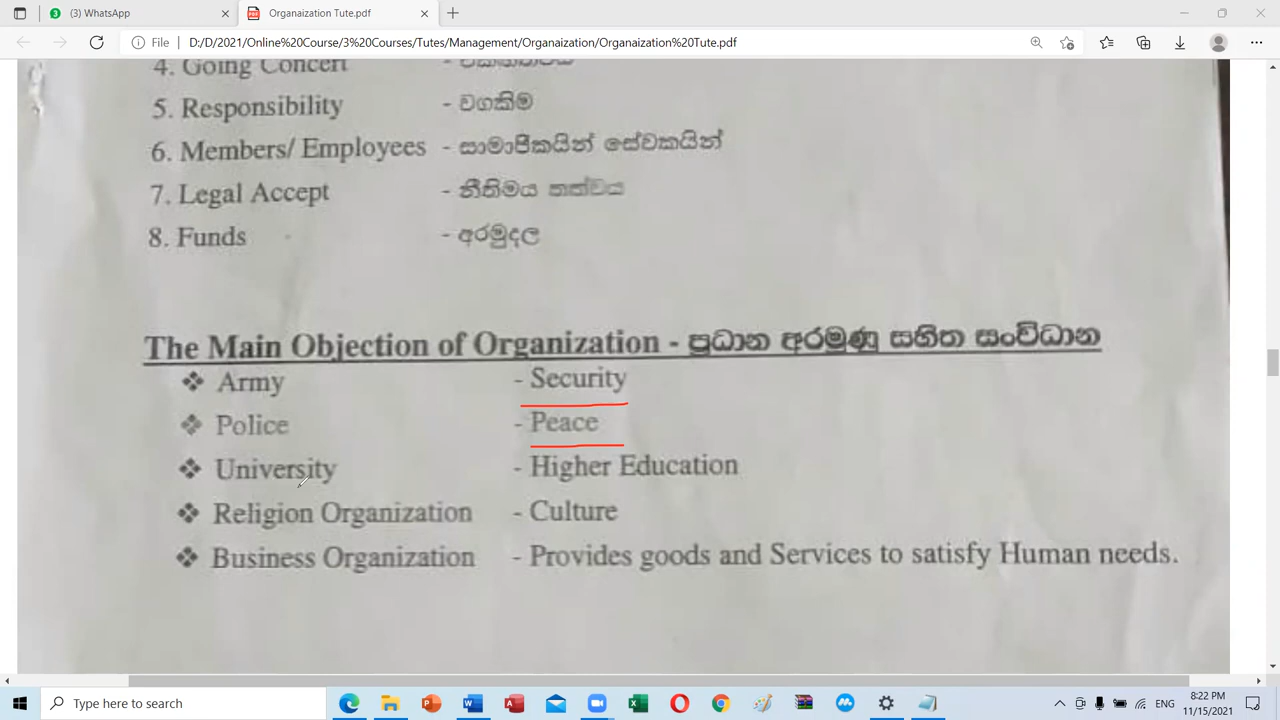 (3) WhatsApp
Organaization Tute.pdf
File
D:/D/2021/Online%20Course/3%20Courses/Tutes/Management/Organaization/Organaization%20Tute.pdf
4. Going Concert
5. Responsibility - වගකිම
6. Members/ Employees - සාමාජිකයින් සේවකයින්
7. Legal Accept - නීතිමය තත්වය
8. Funds - අරමුදල
The Main Objection of Organization - ප්‍රධාන අරමුණු සහිත සංවිධාන
❖ Army - Security
❖ Police - Peace
❖ University - Higher Education
❖ Religion Organization - Culture
❖ Business Organization - Provides goods and Services to satisfy Human needs.
Type here to search
ENG
8:22 PM
11/15/2021